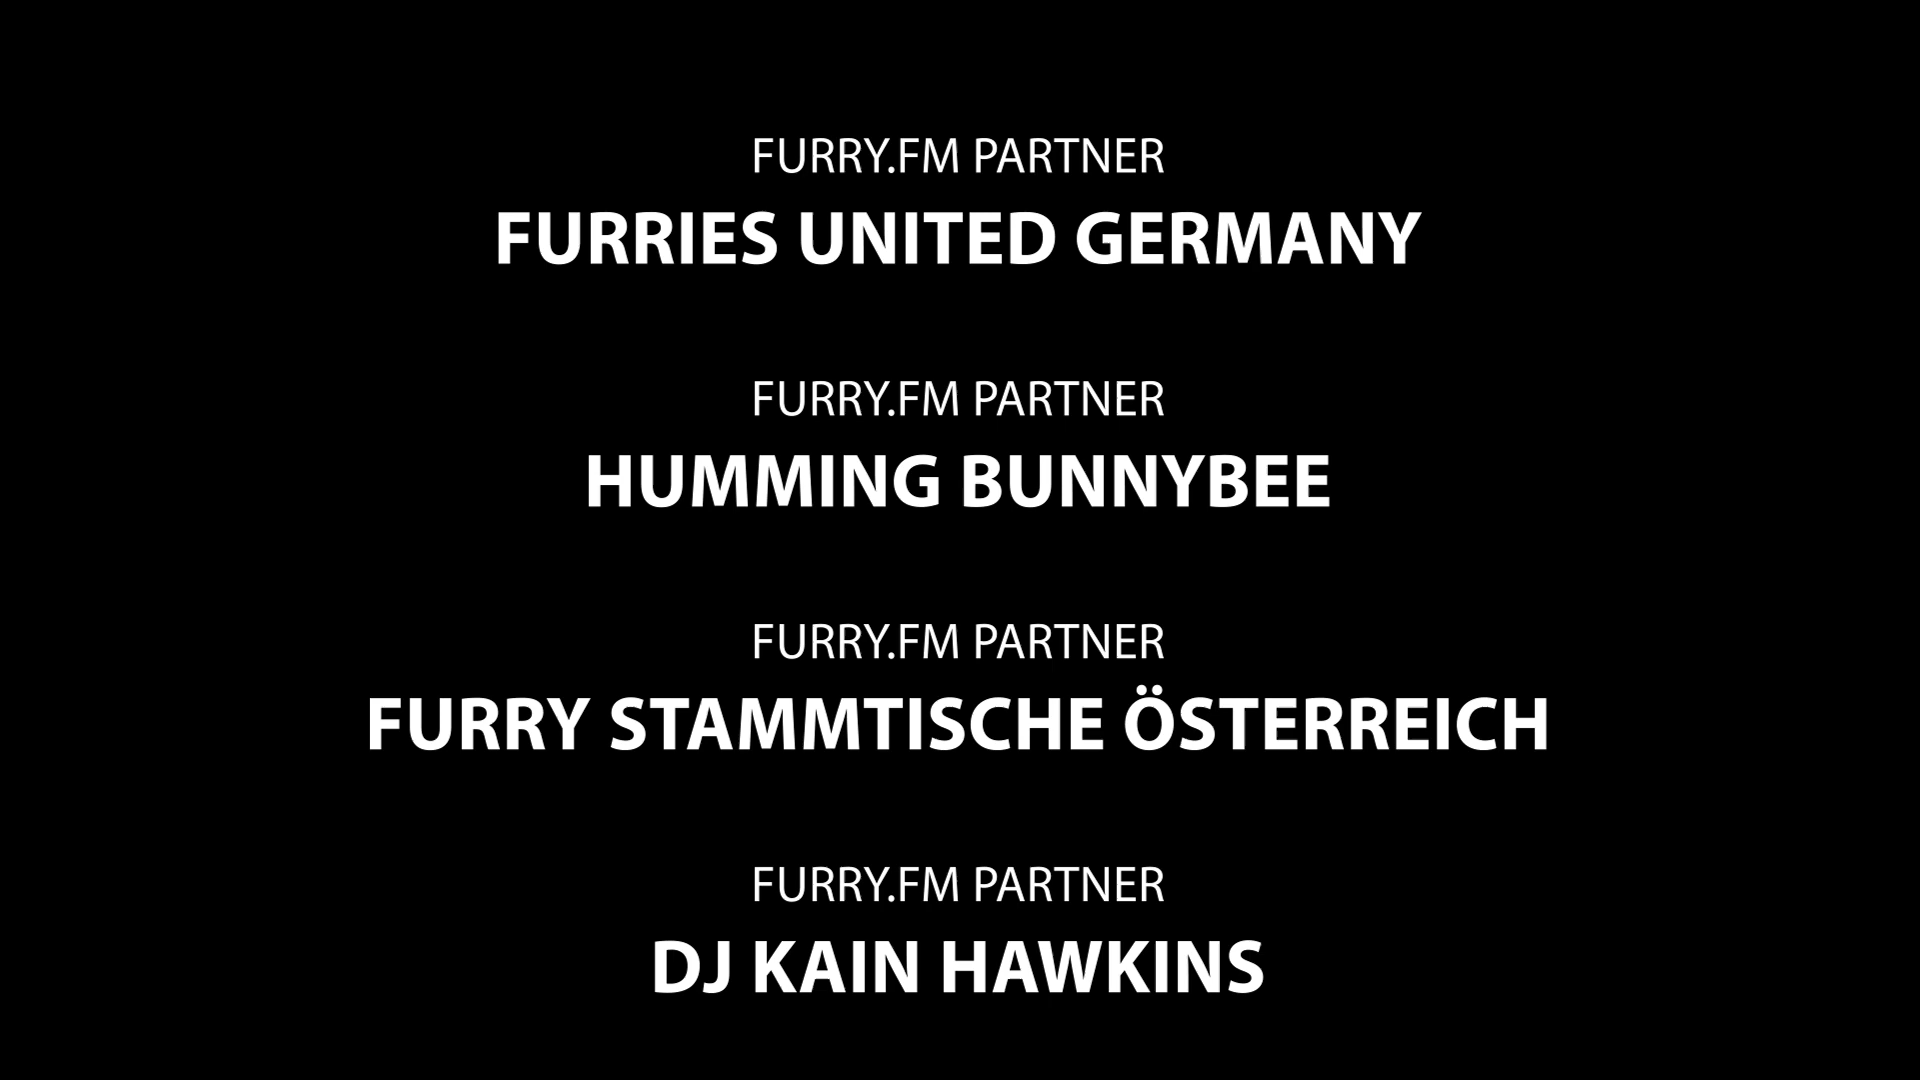 FURRY.FM PARTNER
FURRIES UNITED GERMANY
FURRY.FM PARTNER
HUMMING BUNNYBEE
FURRY.FM PARTNER
FURRY STAMMTISCHE ÖSTERREICH
FURRY.FM PARTNER
DJ KAIN HAWKINS